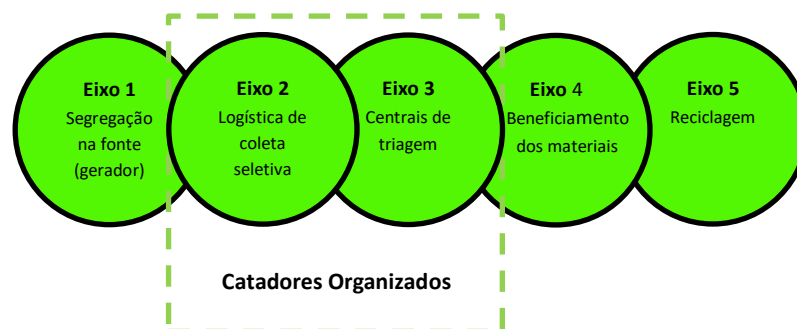 Eixo 1
Segregação
na fonte
(gerador)
Eixo 2
Logística de
coleta
seletiva
Eixo 3
Centrais de
triagem
Eixo 4
Beneficiamento
dos materiais
Eixo 5
Reciclagem
Catadores Organizados